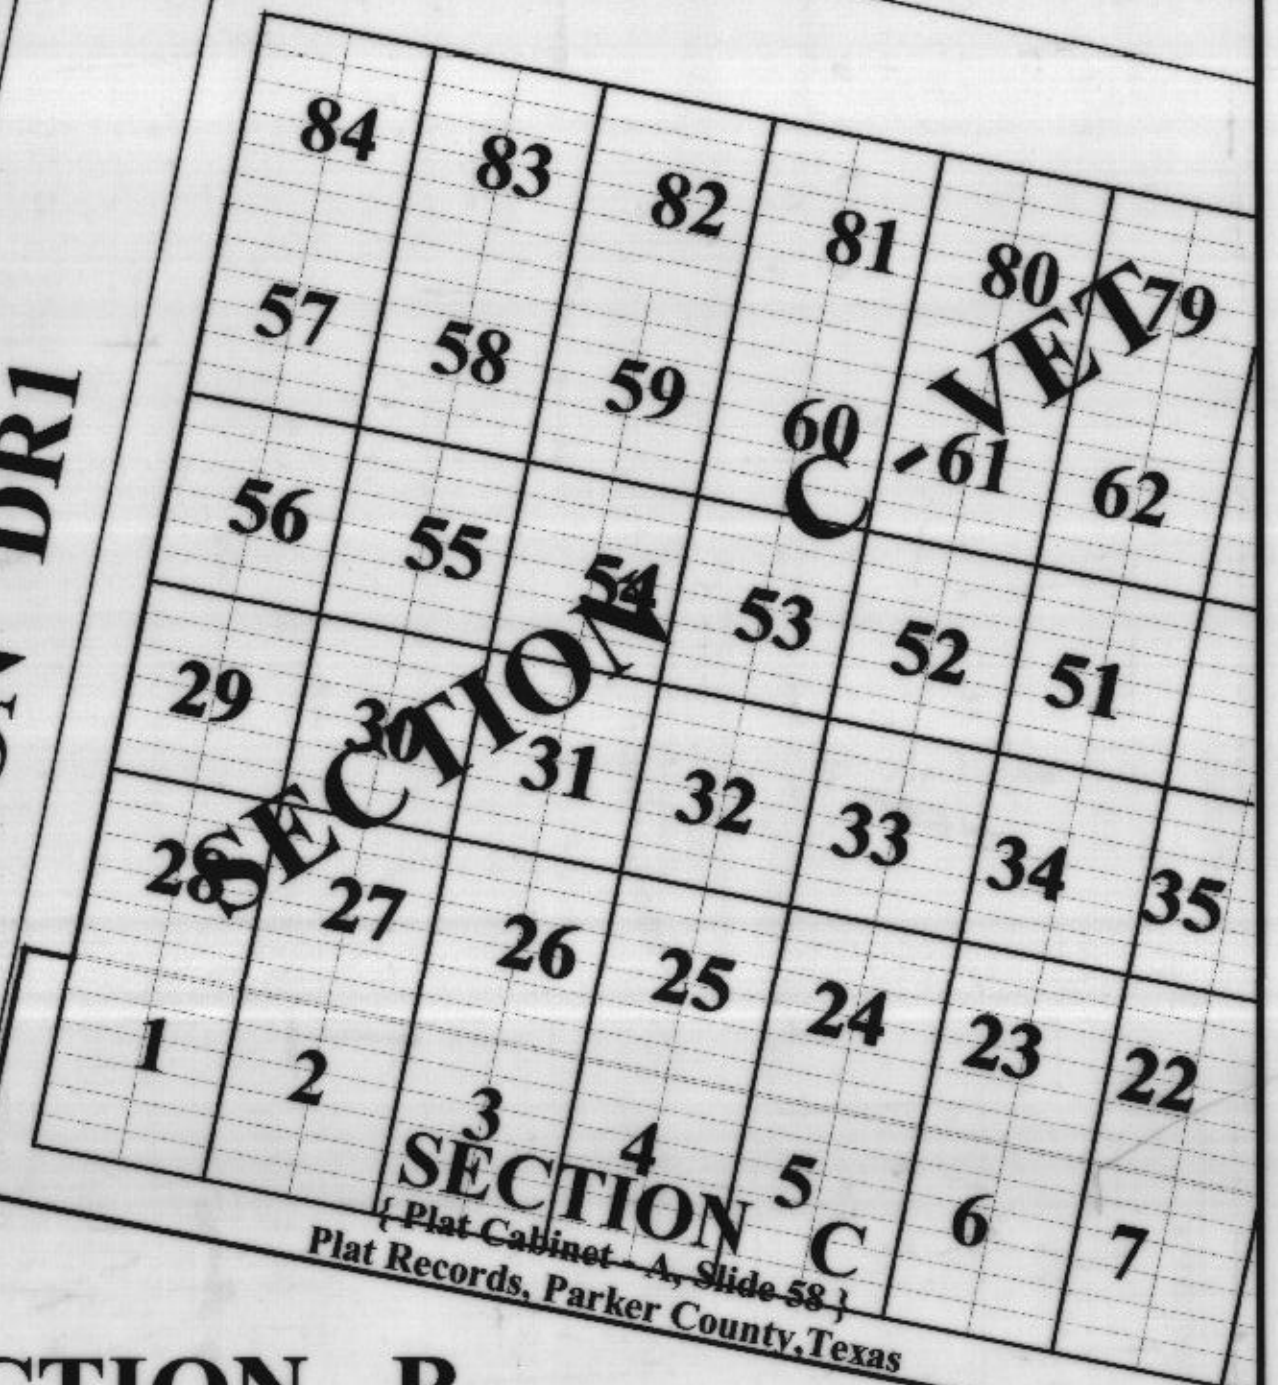 84 83 82 81 80 79
57 58 59 60 61 62
SECTION C - VET
56 55 54 53 52 51
29 30 31 32 33 34 35
28 27 26 25 24 23 22
1 2 3 4 5 6 7
SECTION C
{ Plat Cabinet - A, Slide 58 }
Plat Records, Parker County, Texas
DR1